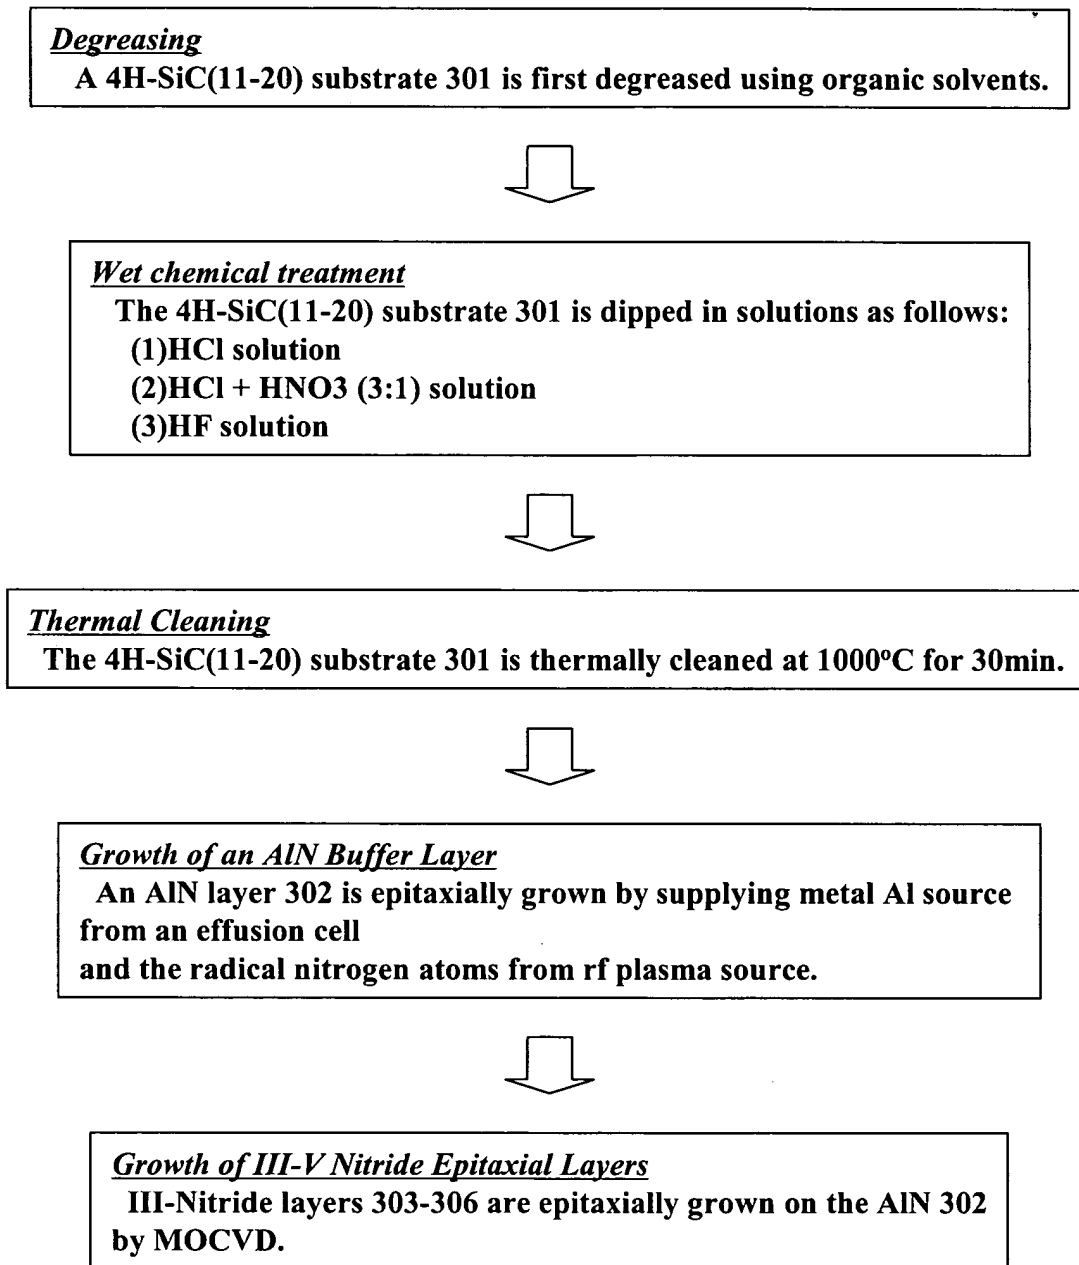 Degreasing
A 4H-SiC(11-20) substrate 301 is first degreased using organic solvents.
Wet chemical treatment
The 4H-SiC(11-20) substrate 301 is dipped in solutions as follows:
(1)HCl solution
(2)HCl + HNO3 (3:1) solution
(3)HF solution
Thermal Cleaning
The 4H-SiC(11-20) substrate 301 is thermally cleaned at 1000°C for 30min.
Growth of an AlN Buffer Layer
An AlN layer 302 is epitaxially grown by supplying metal Al source
from an effusion cell
and the radical nitrogen atoms from rf plasma source.
Growth of III-V Nitride Epitaxial Layers
III-Nitride layers 303-306 are epitaxially grown on the AlN 302
by MOCVD.